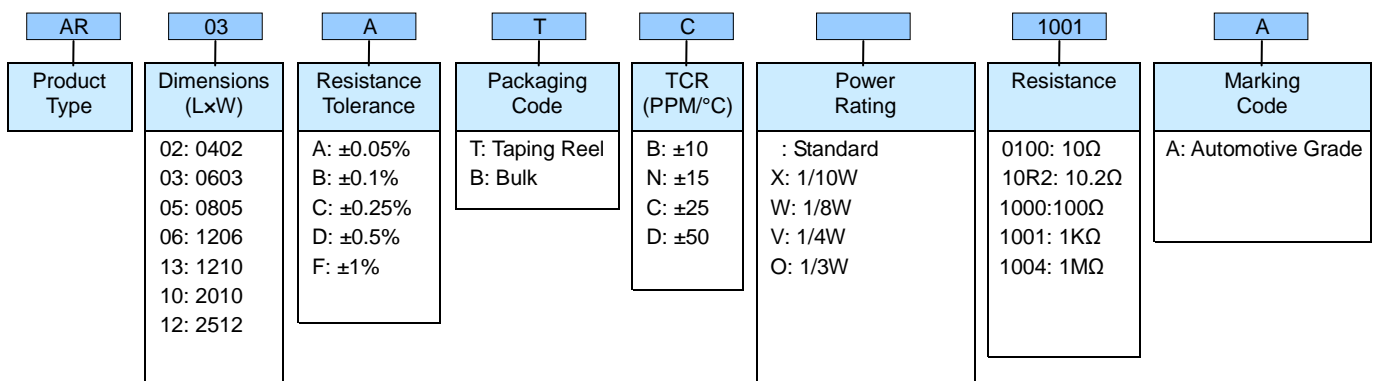 AR 03 A T C 1001 A
Product Type
Dimensions (L×W)
Resistance Tolerance
Packaging Code
TCR (PPM/°C)
Power Rating
Resistance
Marking Code
02: 0402
03: 0603
05: 0805
06: 1206
13: 1210
10: 2010
12: 2512
A: ±0.05%
B: ±0.1%
C: ±0.25%
D: ±0.5%
F: ±1%
T: Taping Reel
B: Bulk
B: ±10
N: ±15
C: ±25
D: ±50
: Standard
X: 1/10W
W: 1/8W
V: 1/4W
O: 1/3W
0100: 10Ω
10R2: 10.2Ω
1000:100Ω
1001: 1KΩ
1004: 1MΩ
A: Automotive Grade